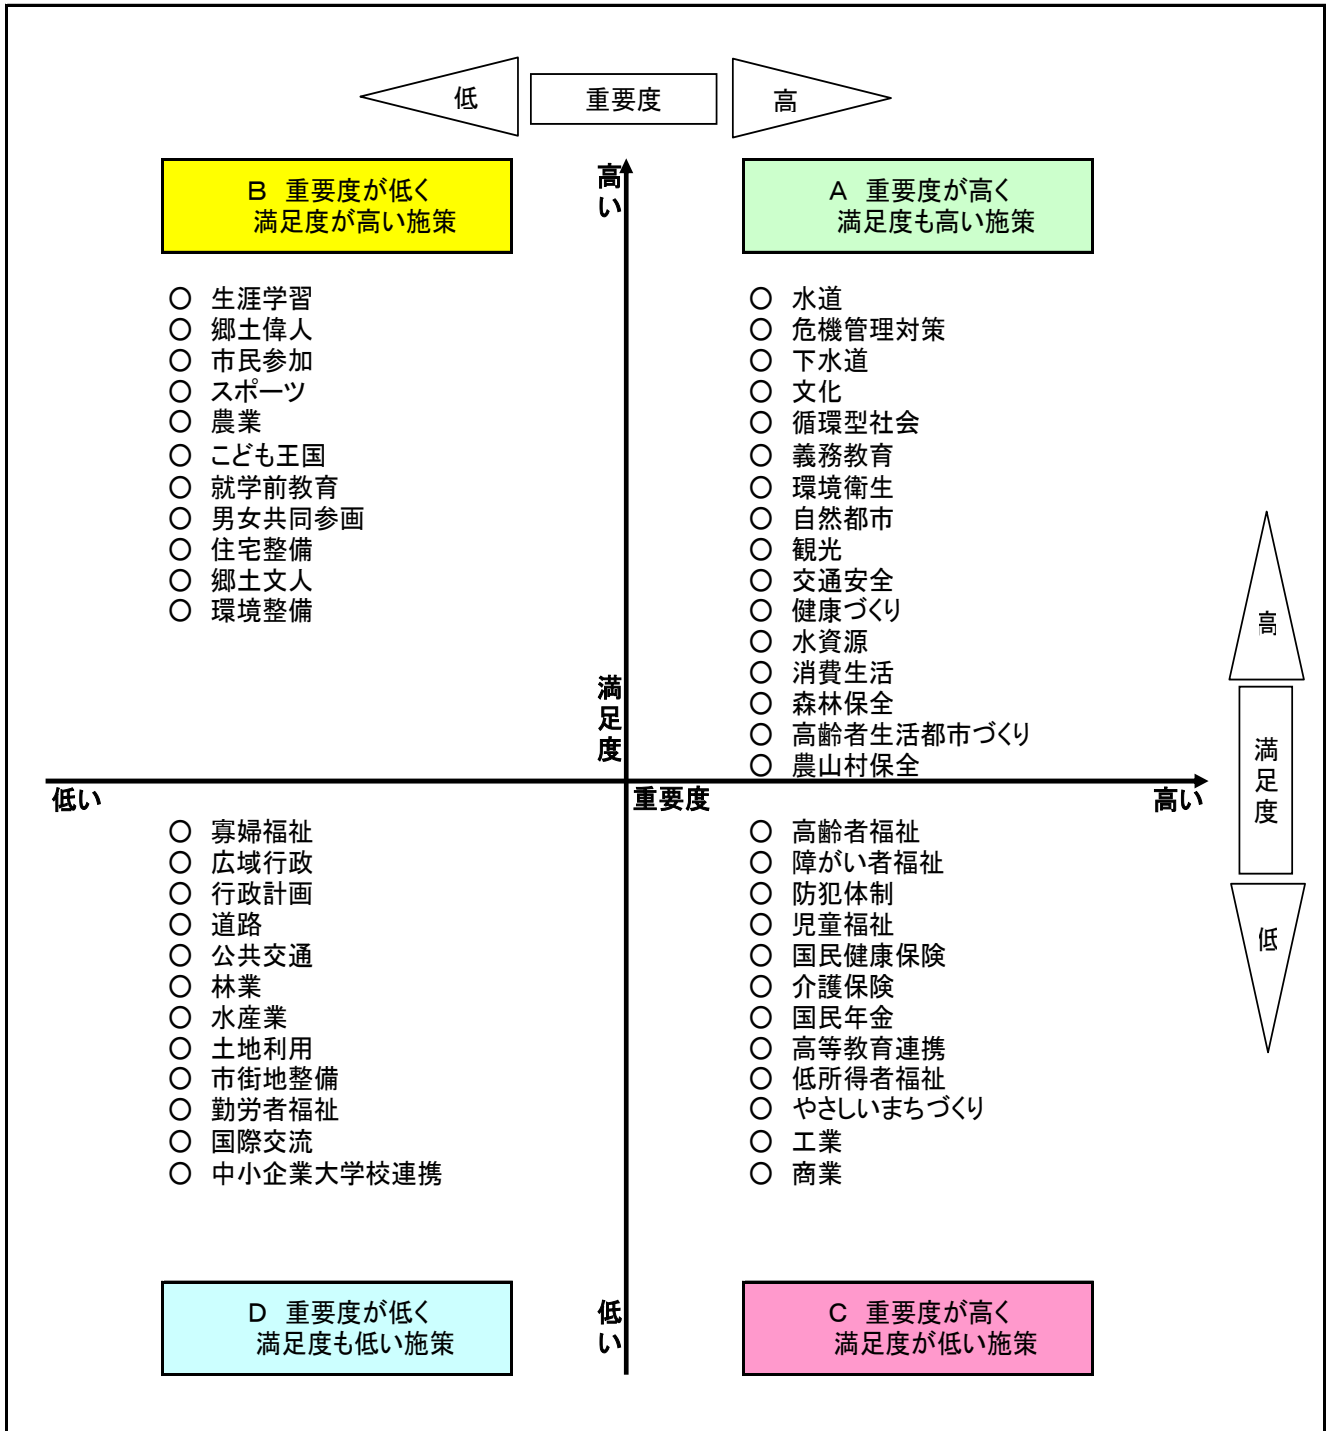 低
重要度
高
B 重要度が低く
満足度が高い施策
高い
A 重要度が高く
満足度も高い施策
○ 生涯学習
○ 郷土偉人
○ 市民参加
○ スポーツ
○ 農業
○ こども王国
○ 就学前教育
○ 男女共同参画
○ 住宅整備
○ 郷土文人
○ 環境整備
○ 水道
○ 危機管理対策
○ 下水道
○ 文化
○ 循環型社会
○ 義務教育
○ 環境衛生
○ 自然都市
○ 観光
○ 交通安全
○ 健康づくり
○ 水資源
○ 消費生活
○ 森林保全
○ 高齢者生活都市づくり
○ 農山村保全
満足度
高
満足度
低
低い
重要度
高い
○ 寡婦福祉
○ 広域行政
○ 行政計画
○ 道路
○ 公共交通
○ 林業
○ 水産業
○ 土地利用
○ 市街地整備
○ 勤労者福祉
○ 国際交流
○ 中小企業大学校連携
○ 高齢者福祉
○ 障がい者福祉
○ 防犯体制
○ 児童福祉
○ 国民健康保険
○ 介護保険
○ 国民年金
○ 高等教育連携
○ 低所得者福祉
○ やさしいまちづくり
○ 工業
○ 商業
D 重要度が低く
満足度も低い施策
低い
C 重要度が高く
満足度が低い施策